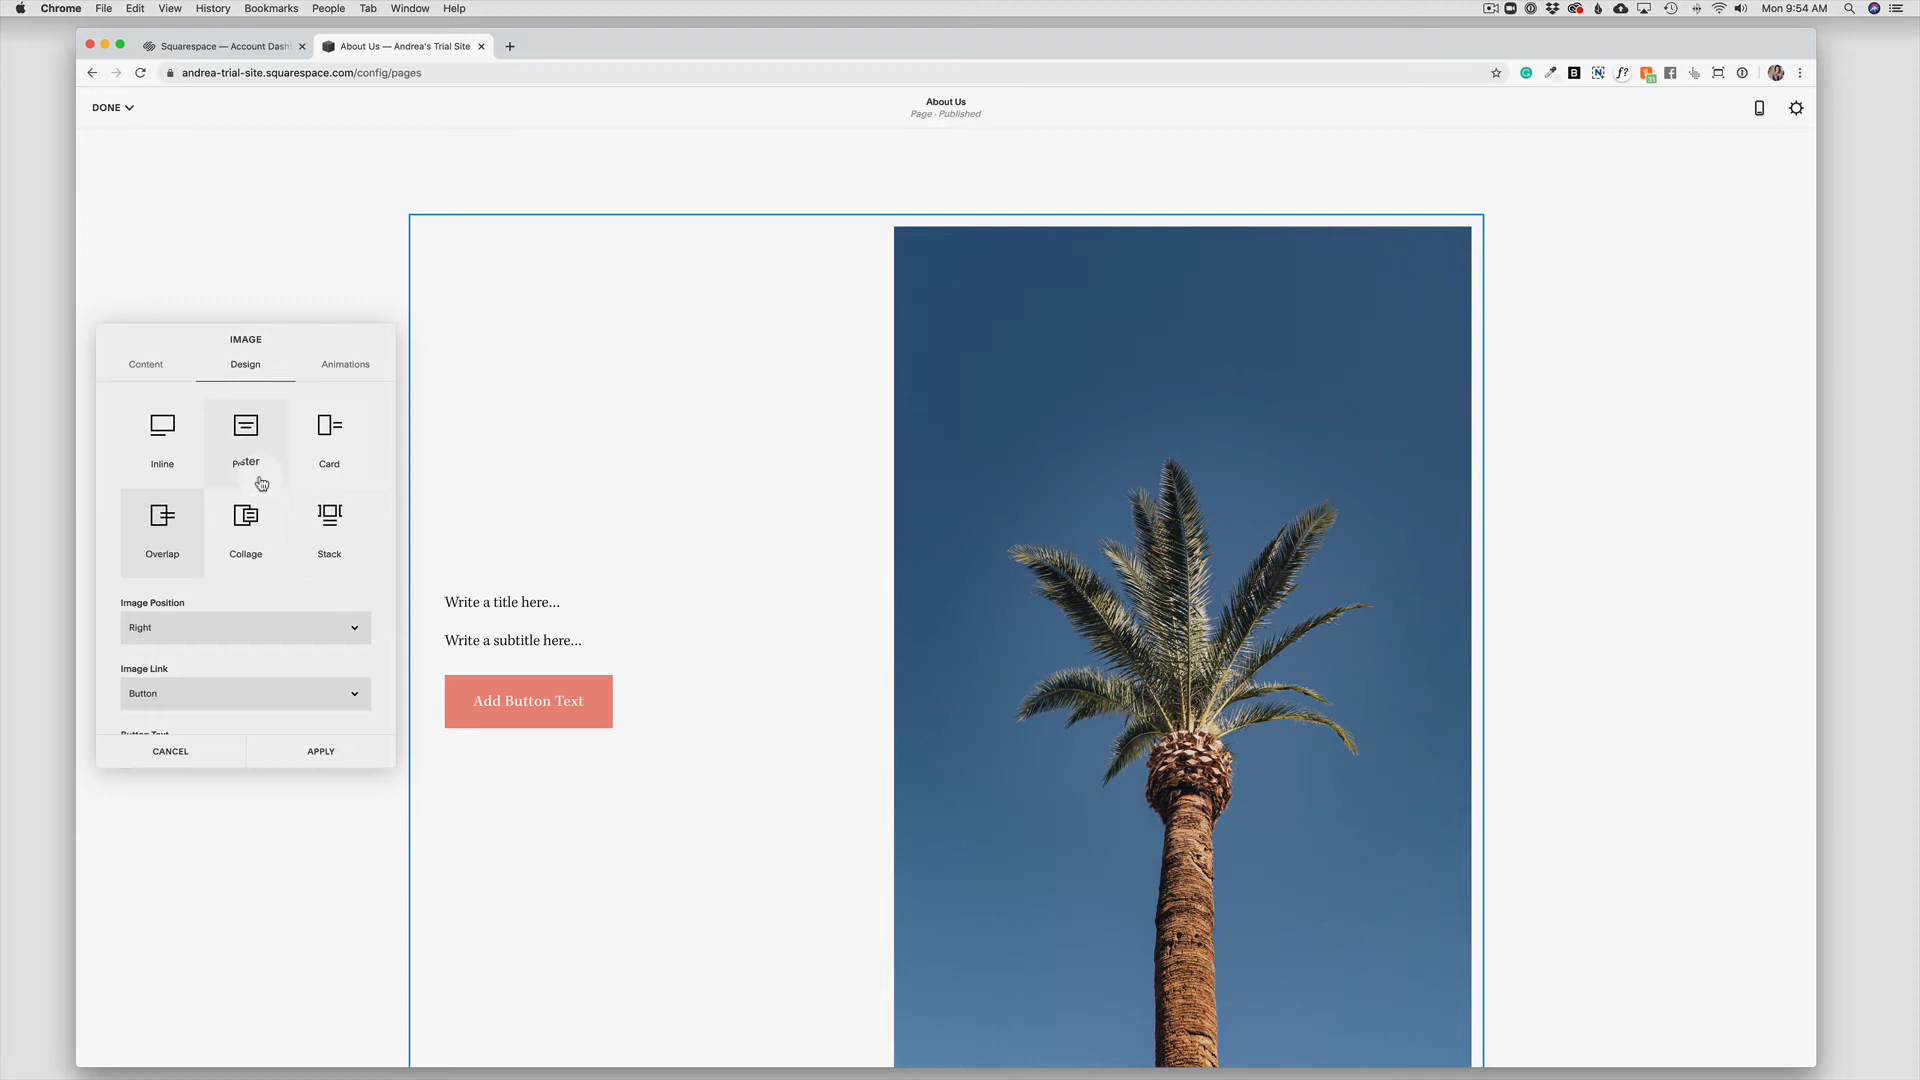 Chrome File Edit View History Bookmarks People Tab Window Help Mon 9:54 AM
Squarespace — Account Dash
About Us — Andrea's Trial Site
andrea-trial-site.squarespace.com/config/pages
DONE
About Us
Page · Published
IMAGE
Content Design Animations
Inline Poster Card
Overlap Collage Stack
Image Position
Right
Image Link
Button
Button Text
CANCEL APPLY
Write a title here...
Write a subtitle here...
Add Button Text